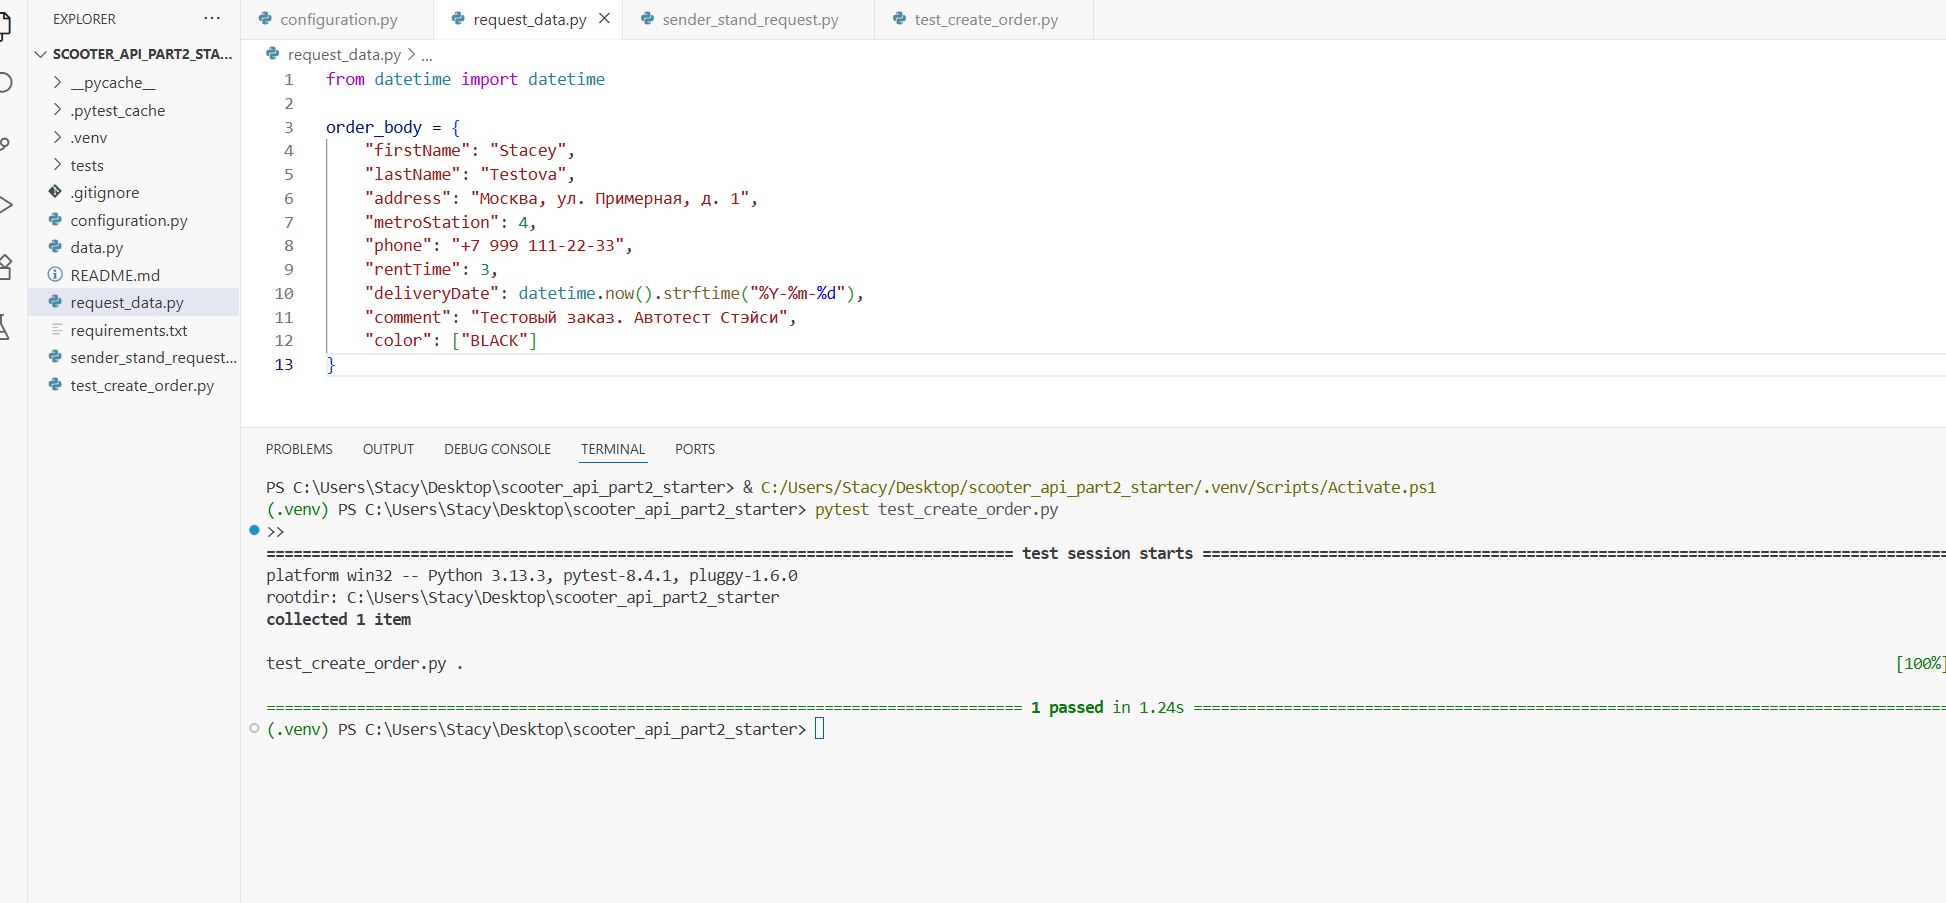 EXPLORER ...
SCOOTER_API_PART2_STA...
__pycache__
.pytest_cache
.venv
tests
.gitignore
configuration.py
data.py
README.md
request_data.py
requirements.txt
sender_stand_request...
test_create_order.py
configuration.py
request_data.py
sender_stand_request.py
test_create_order.py
request_data.py > ...
1 from datetime import datetime
2
3 order_body = {
4 "firstName": "Stacey",
5 "lastName": "Testova",
6 "address": "Москва, ул. Примерная, д. 1",
7 "metroStation": 4,
8 "phone": "+7 999 111-22-33",
9 "rentTime": 3,
10 "deliveryDate": datetime.now().strftime("%Y-%m-%d"),
11 "comment": "Тестовый заказ. Автотест Стэйси",
12 "color": ["BLACK"]
13 }
PROBLEMS OUTPUT DEBUG CONSOLE TERMINAL PORTS
PS C:\Users\Stacy\Desktop\scooter_api_part2_starter> & C:/Users/Stacy/Desktop/scooter_api_part2_starter/.venv/Scripts/Activate.ps1
(.venv) PS C:\Users\Stacy\Desktop\scooter_api_part2_starter> pytest test_create_order.py
>>
=================================================================================== test session starts ===================================================================================
platform win32 -- Python 3.13.3, pytest-8.4.1, pluggy-1.6.0
rootdir: C:\Users\Stacy\Desktop\scooter_api_part2_starter
collected 1 item
test_create_order.py . [100%]
==================================================================================== 1 passed in 1.24s ====================================================================================
(.venv) PS C:\Users\Stacy\Desktop\scooter_api_part2_starter>